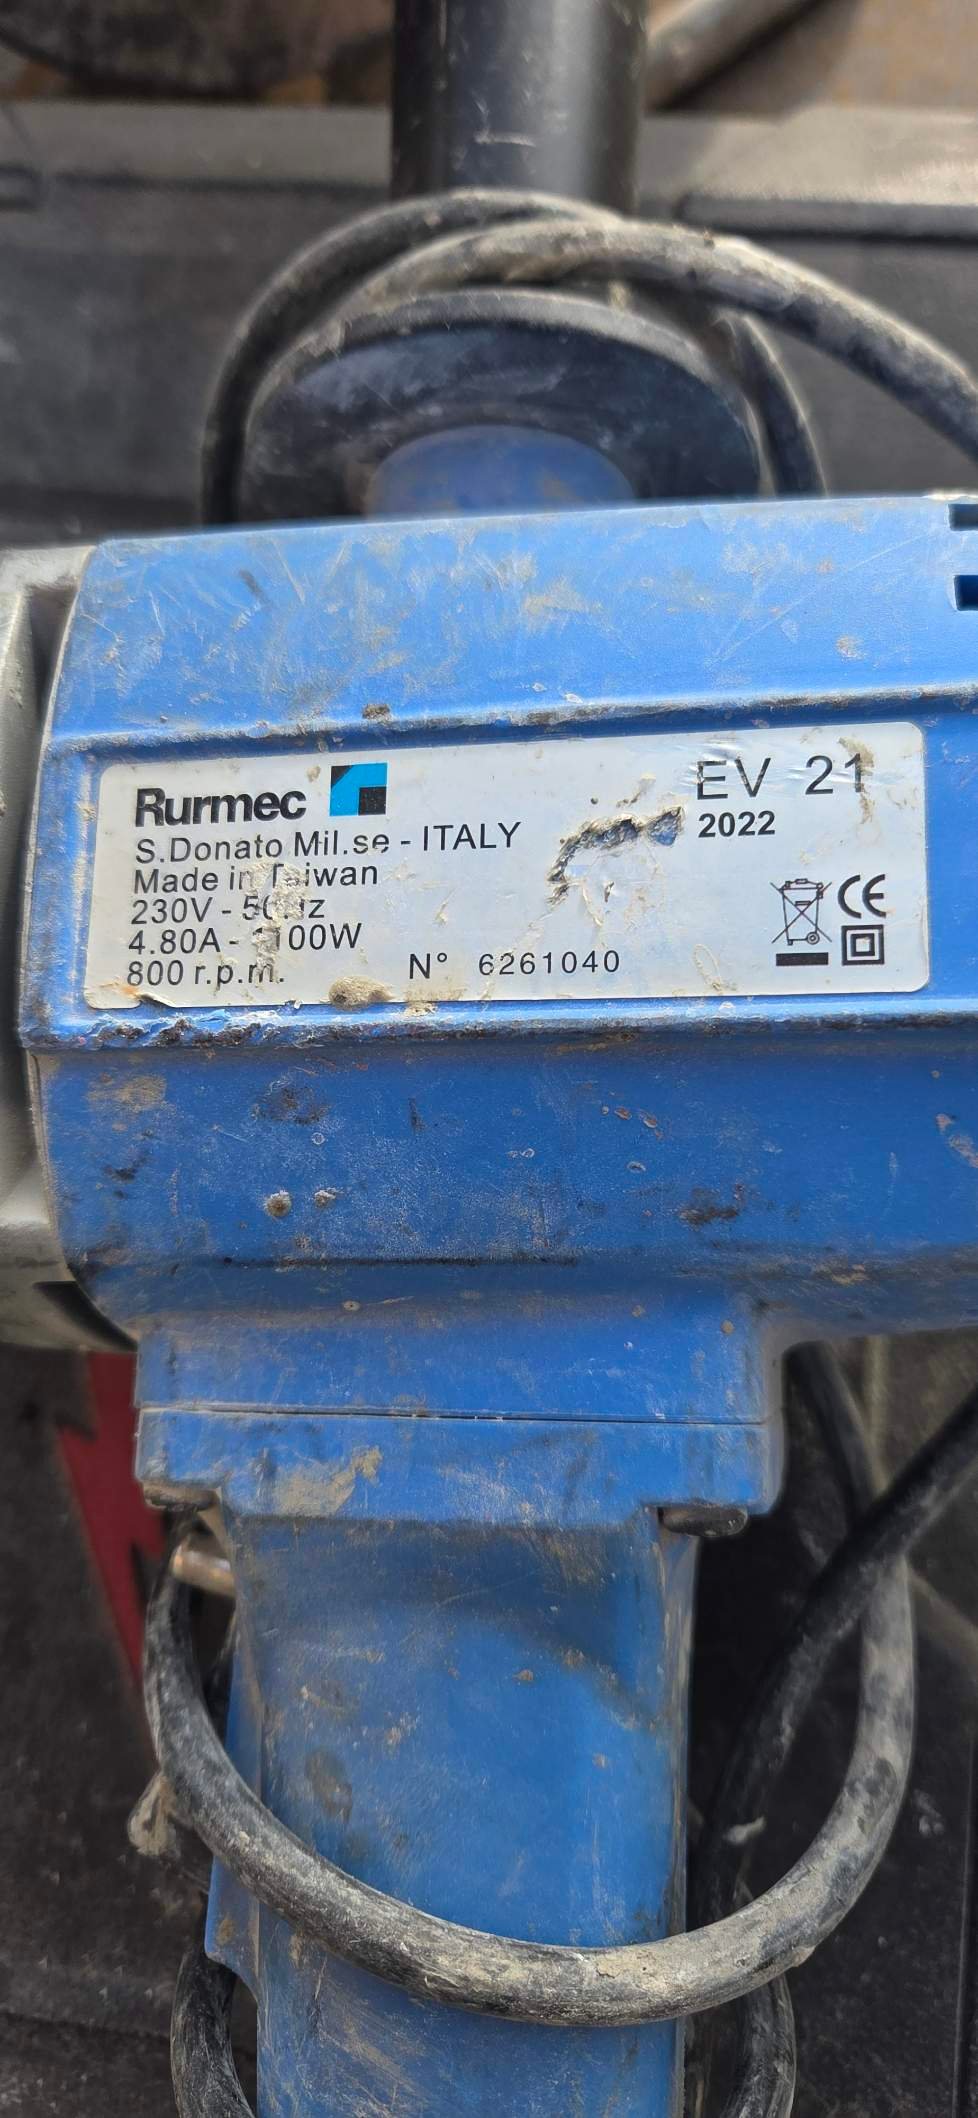 Rurmec
S.Donato Mil.se - ITALY
Made in Taiwan
230V - 50Hz
4.80A -
800 r.p.m.
N° 6261040
EV 21
2022
CE